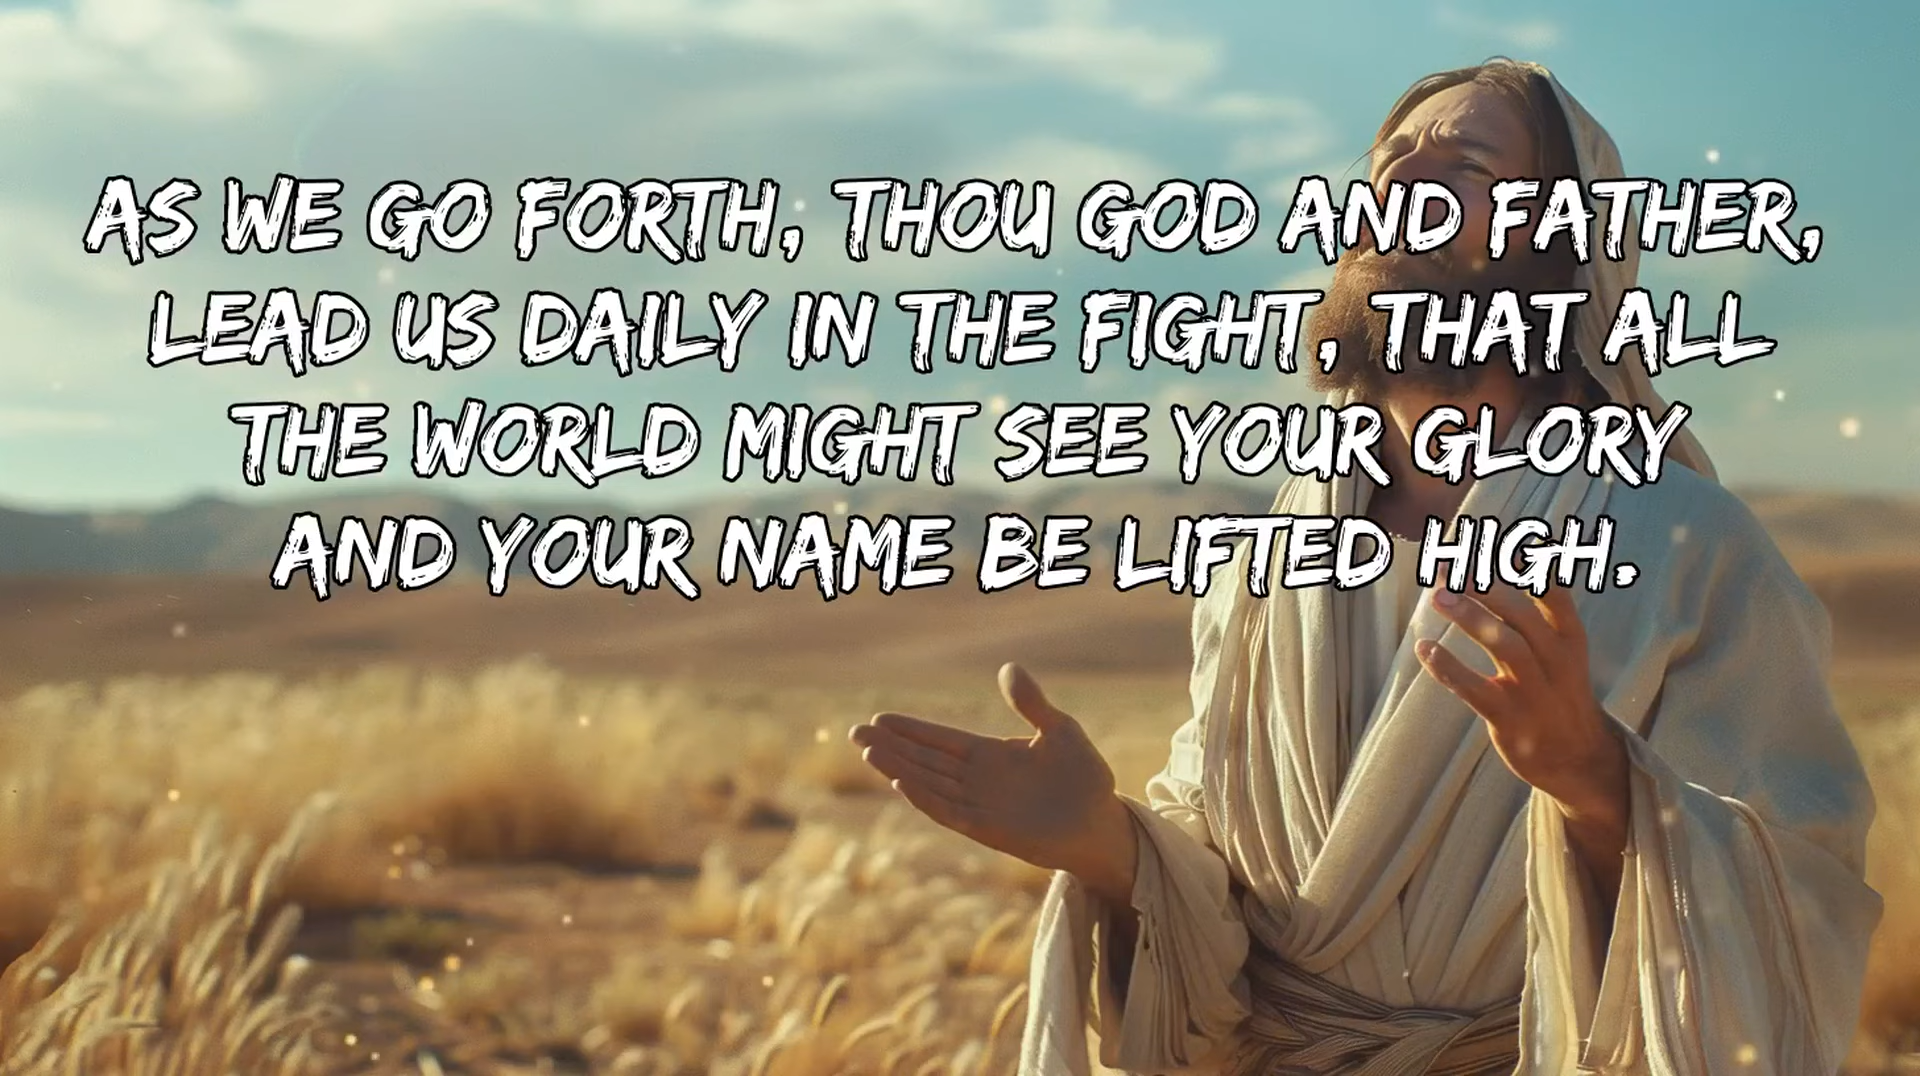 AS WE GO FORTH, THOU GOD AND FATHER,
LEAD US DAILY IN THE FIGHT, THAT ALL
THE WORLD MIGHT SEE YOUR GLORY
AND YOUR NAME BE LIFTED HIGH.